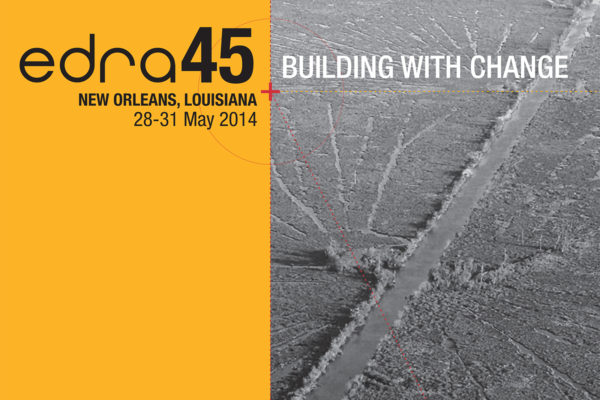 edra45
BUILDING WITH CHANGE
NEW ORLEANS, LOUISIANA
28-31 May 2014